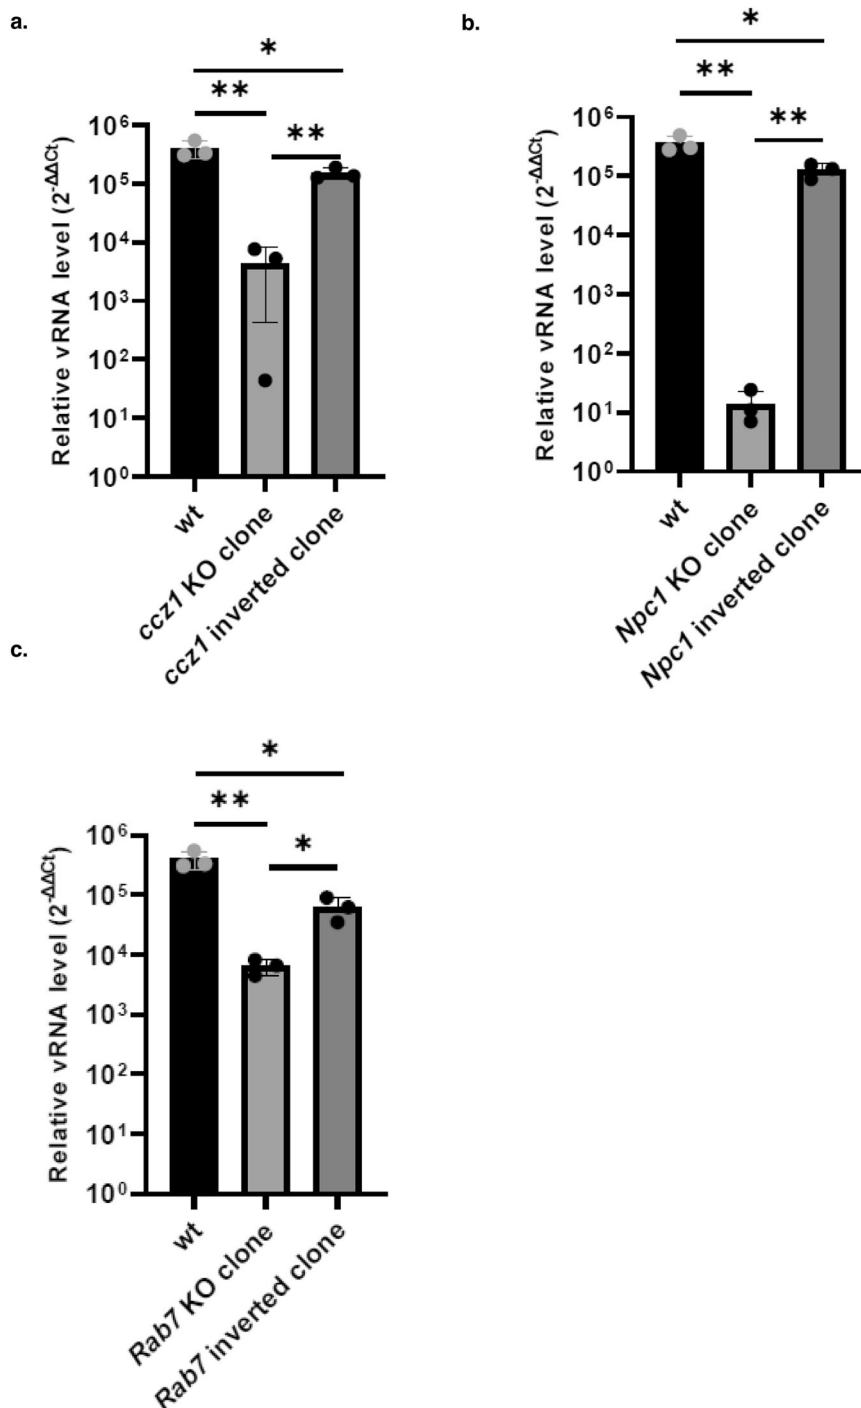 a.
*
**
**
Relative vRNA level (2^-ΔΔCt)
10⁶
10⁵
10⁴
10³
10²
10¹
10⁰
wt
ccz1 KO clone
ccz1 inverted clone
b.
*
**
**
Relative vRNA level (2^-ΔΔCt)
10⁶
10⁵
10⁴
10³
10²
10¹
10⁰
wt
Npc1 KO clone
Npc1 inverted clone
c.
*
**
*
Relative vRNA level (2^-ΔΔCt)
10⁶
10⁵
10⁴
10³
10²
10¹
10⁰
wt
Rab7 KO clone
Rab7 inverted clone